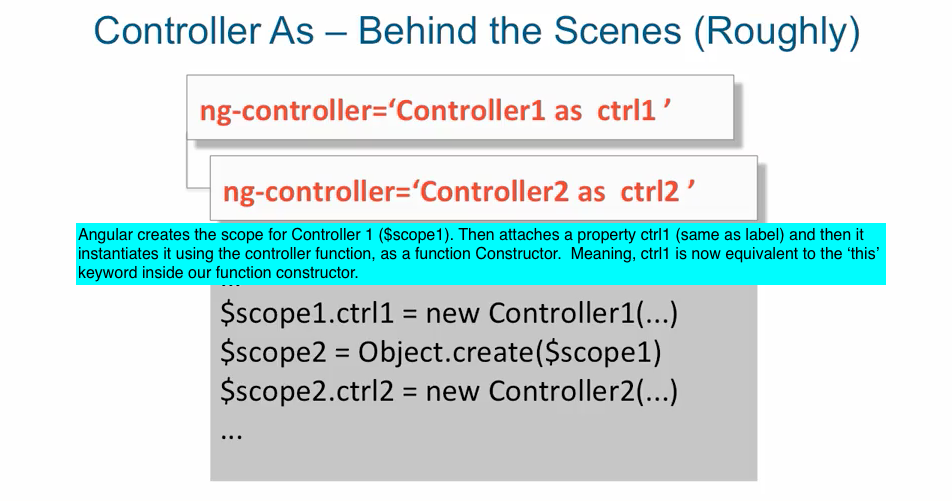 Controller As – Behind the Scenes (Roughly)
ng-controller=‘Controller1 as ctrl1 ’
ng-controller=‘Controller2 as ctrl2 ’
Angular creates the scope for Controller 1 ($scope1). Then attaches a property ctrl1 (same as label) and then it
instantiates it using the controller function, as a function Constructor. Meaning, ctrl1 is now equivalent to the ‘this’
keyword inside our function constructor.
...
$scope1.ctrl1 = new Controller1(...)
$scope2 = Object.create($scope1)
$scope2.ctrl2 = new Controller2(...)
...